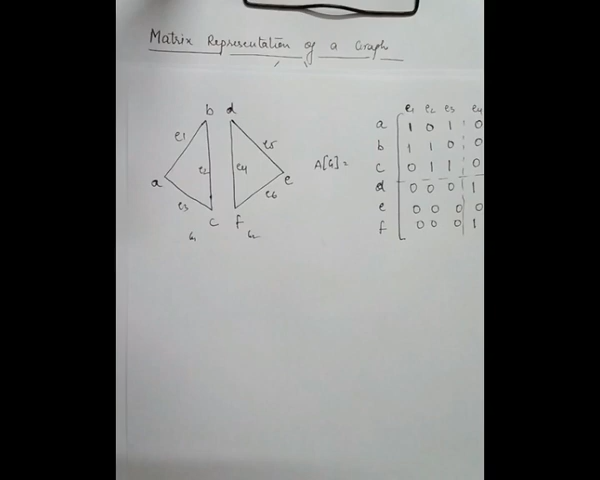 Matrix Representation of a Graph
b d
e1 e2 e4 e5
a e
e3 e6
c f
G1 G2
e1 e2 e3 e4
a 1 0 1 0
b 1 1 0 0
A[G] = c 0 1 1 0
d 0 0 0 1
e 0 0 0 0
f 0 0 0 1